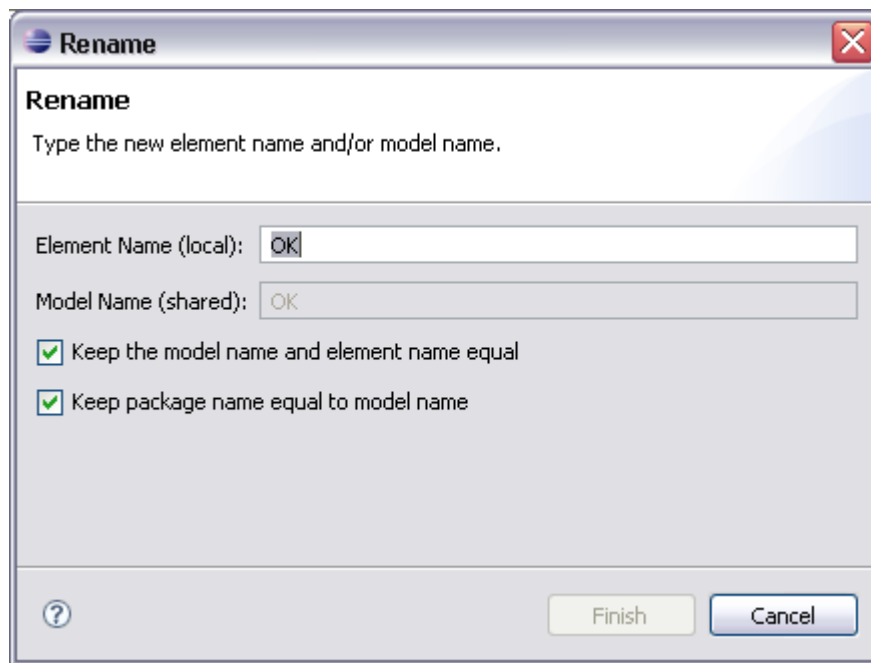 Rename
Rename
Type the new element name and/or model name.
Element Name (local): OK
Model Name (shared): OK
Keep the model name and element name equal
Keep package name equal to model name
? Finish Cancel